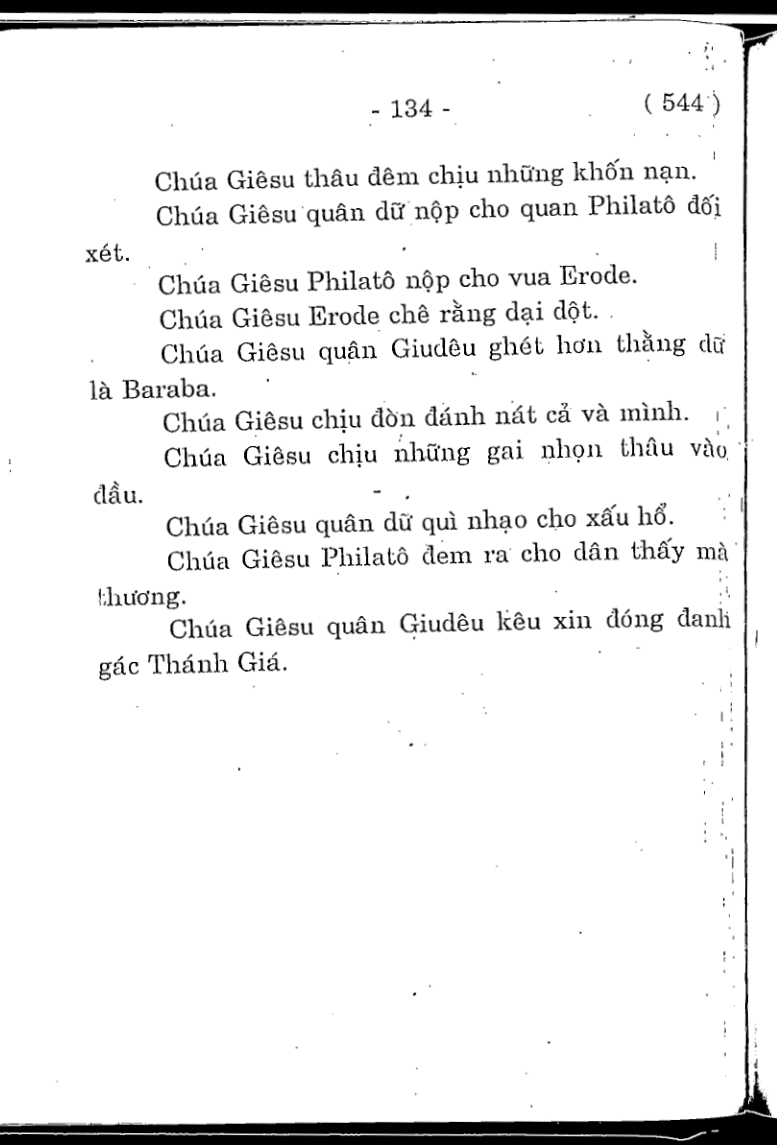 - 134 - ( 544 )
Chúa Giêsu thâu đêm chịu những khốn nạn.
Chúa Giêsu quân dữ nộp cho quan Philatô đối
xét.
Chúa Giêsu Philatô nộp cho vua Erode.
Chúa Giêsu Erode chê rằng dại dột.
Chúa Giêsu quân Giudêu ghét hơn thằng dữ
là Baraba.
Chúa Giêsu chịu đòn đánh nát cả và mình.
Chúa Giêsu chịu những gai nhọn thâu vào
đầu.
Chúa Giêsu quân dữ quì nhạo cho xấu hổ.
Chúa Giêsu Philatô đem ra cho dân thấy mà
thương.
Chúa Giêsu quân Giudêu kêu xin đóng đanh
gác Thánh Giá.